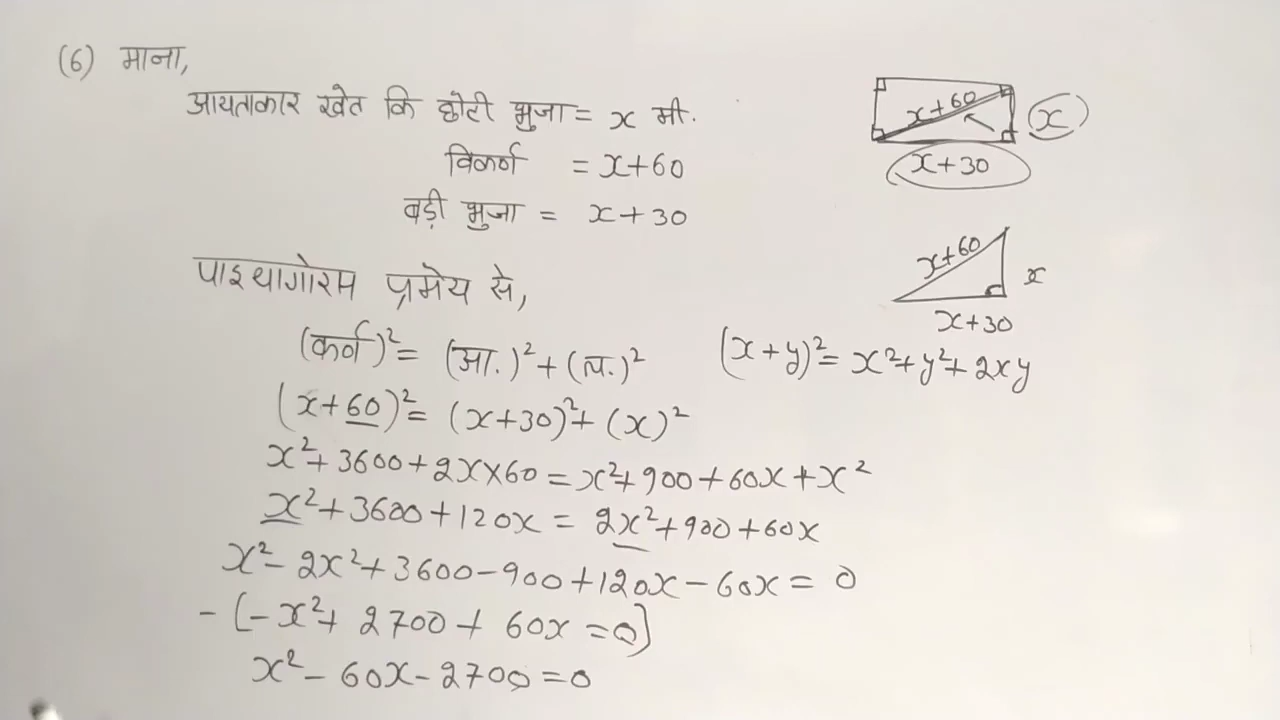 (6) माना,
आयताकार खेत कि छोटी भुजा = x मी.
विकर्ण = x+60
बड़ी भुजा = x+30
x+60
x
x+30
x+60
x
x+30
पाइथागोरस प्रमेय से,
(कर्ण)² = (आ.)² + (ल.)²
(x+y)² = x²+y²+2xy
(x+60)² = (x+30)²+(x)²
x²+3600+2x×60 = x²+900+60x+x²
x²+3600+120x = 2x²+900+60x
x²-2x²+3600-900+120x-60x = 0
-(-x²+2700+60x=0)
x²-60x-2700=0